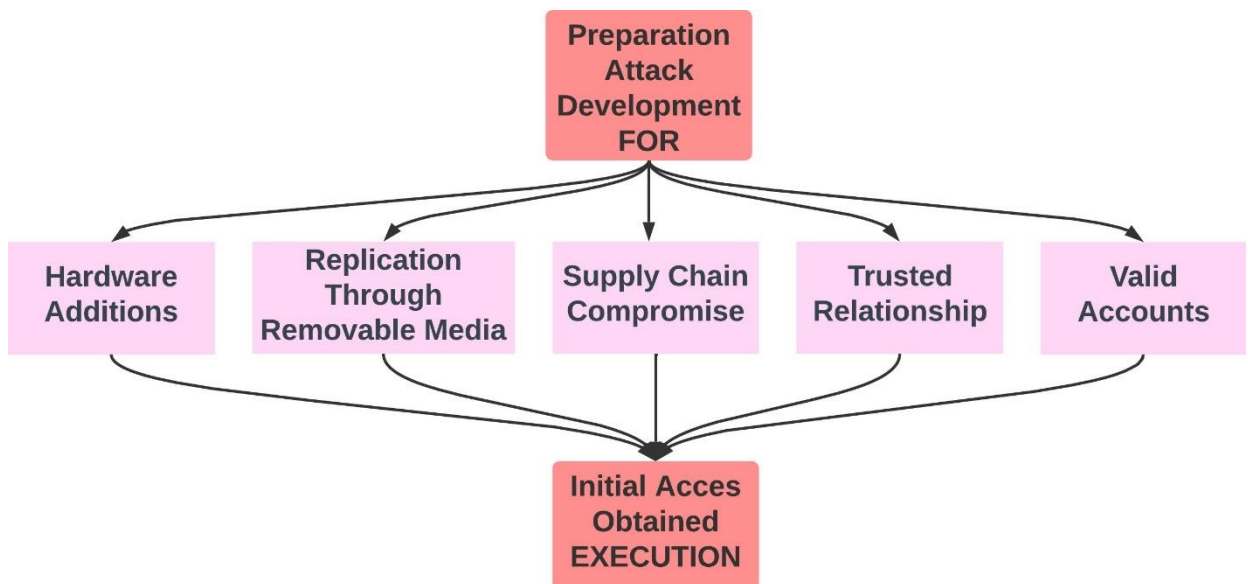 Preparation
Attack
Development
FOR
Hardware
Additions
Replication
Through
Removable Media
Supply Chain
Compromise
Trusted
Relationship
Valid
Accounts
Initial Acces
Obtained
EXECUTION